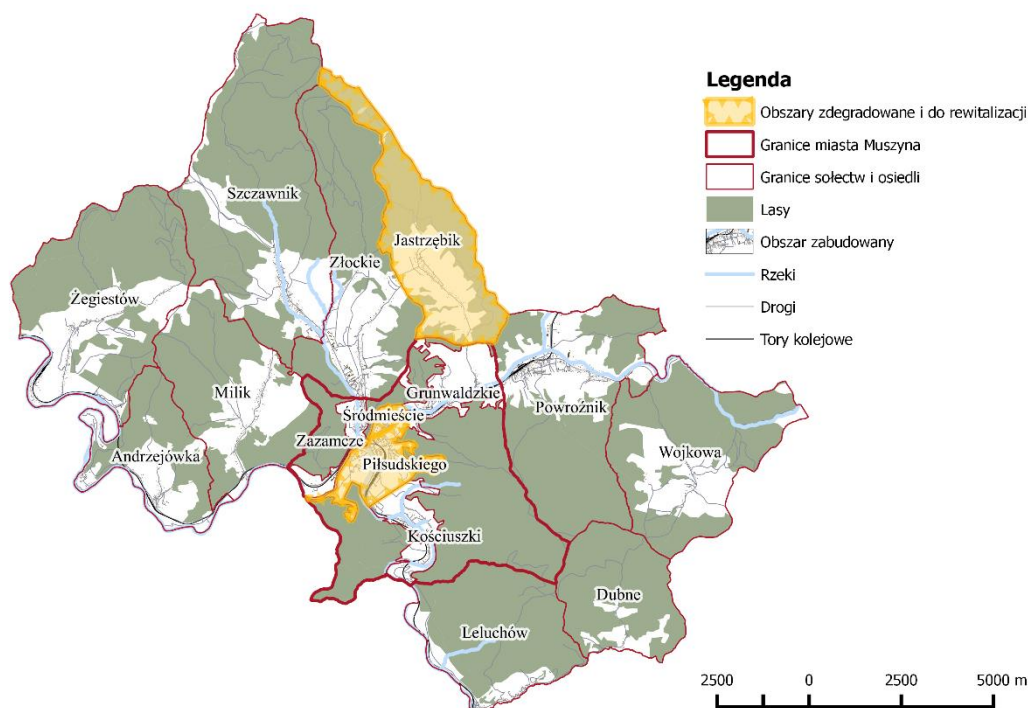 Legenda
Obszary zdegradowane i do rewitalizacji
Granice miasta Muszyna
Granice sołectw i osiedli
Lasy
Obszar zabudowany
Rzeki
Drogi
Tory kolejowe
Szczawnik
Jastrzębik
Złockie
Żegiestów
Milik
Grunwaldzkie
Powroźnik
Śródmieście
Zazamcze
Andrzejówka
Piłsudskiego
Wojkowa
Kościuszki
Dubne
Leluchów
2500 0 2500 5000 m